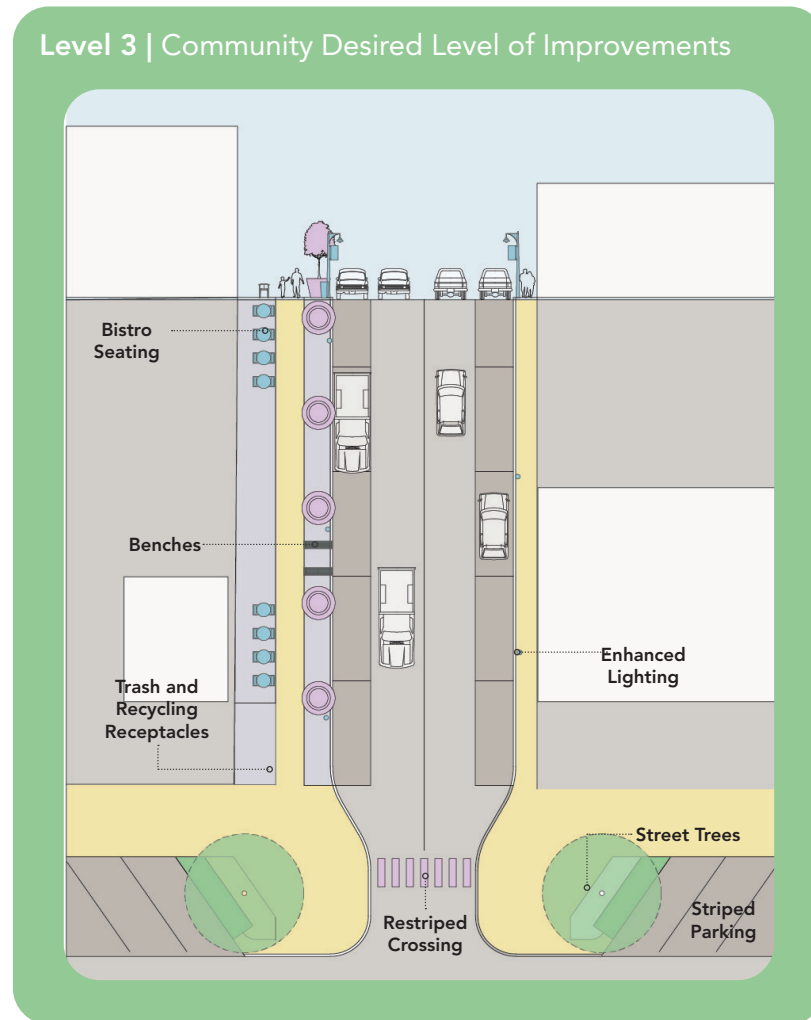 Level 3 | Community Desired Level of Improvements
Bistro
Seating
Benches
Enhanced
Lighting
Trash and
Recycling
Receptacles
Street Trees
Striped
Parking
Restriped
Crossing